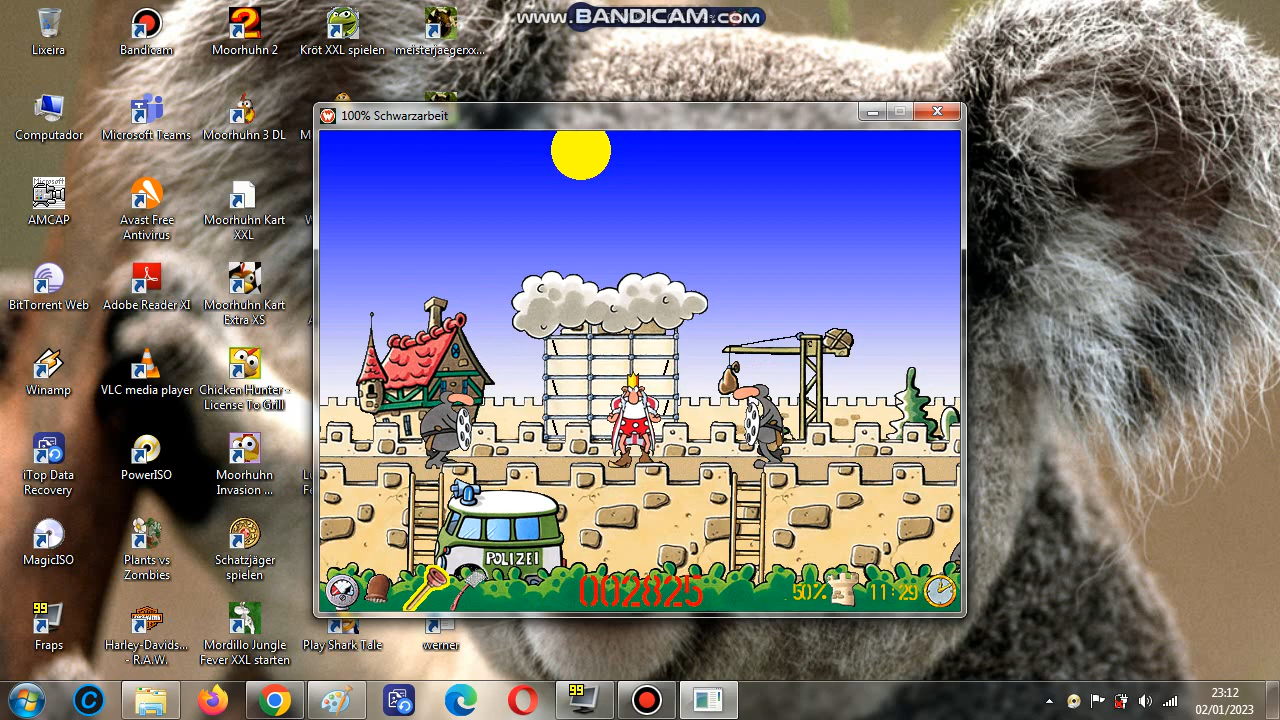 www.BANDICAM.COM
Lixeira
Bandicam
Moorhuhn 2
Kröt XXL spielen
meisterjaegerxx...
Computador
Microsoft Teams
Moorhuhn 3 DL
100% Schwarzarbeit
Microsoft
AMCAP
Avast Free
Antivirus
Moorhuhn Kart
XXL
BitTorrent Web
Adobe Reader XI
Moorhuhn Kart
Extra XS
Winamp
VLC media player
Chicken Hunter -
License To Grill
iTop Data
Recovery
PowerISO
Moorhuhn
Invasion ...
MagicISO
Plants vs
Zombies
Schatzjäger
spielen
POLIZEI
002825
50%
11:29
99
Fraps
Harley-Davids...
- R.A.W.
Mordillo Jungle
Fever XXL starten
Play Shark Tale
werner
99
23:12
02/01/2023